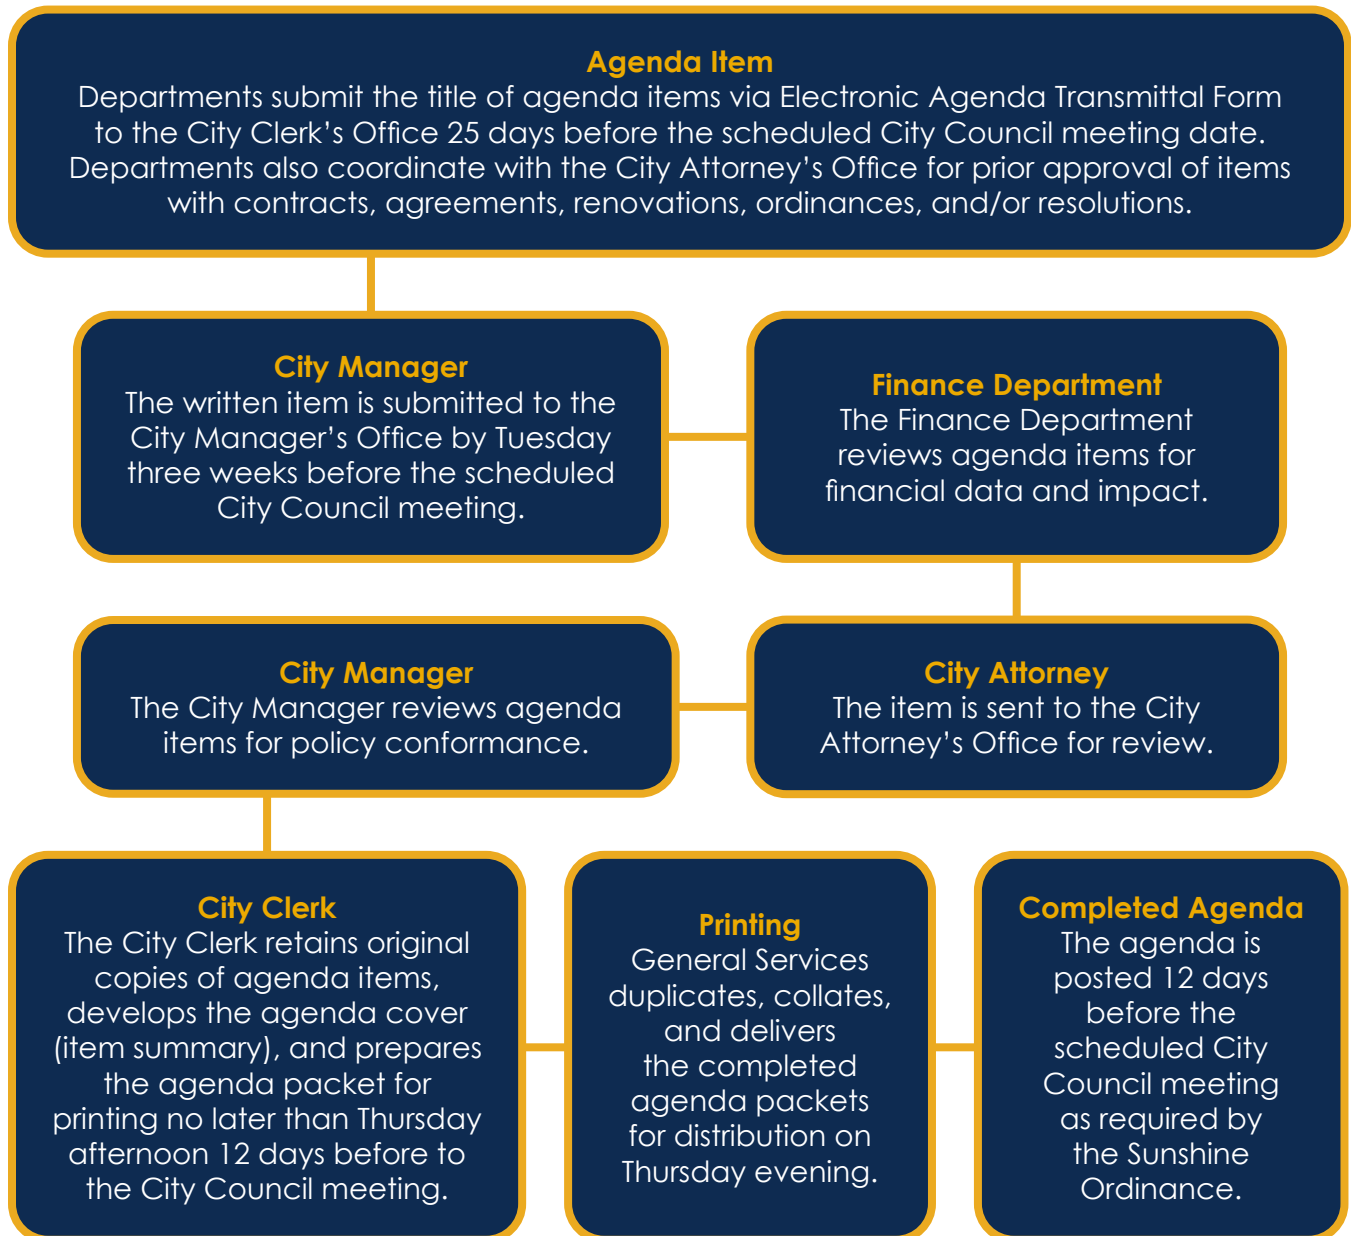 Agenda Item
Departments submit the title of agenda items via Electronic Agenda Transmittal Form
to the City Clerk’s Office 25 days before the scheduled City Council meeting date.
Departments also coordinate with the City Attorney’s Office for prior approval of items
with contracts, agreements, renovations, ordinances, and/or resolutions.
City Manager
The written item is submitted to the
City Manager’s Office by Tuesday
three weeks before the scheduled
City Council meeting.
Finance Department
The Finance Department
reviews agenda items for
financial data and impact.
City Manager
The City Manager reviews agenda
items for policy conformance.
City Attorney
The item is sent to the City
Attorney’s Office for review.
City Clerk
The City Clerk retains original
copies of agenda items,
develops the agenda cover
(item summary), and prepares
the agenda packet for
printing no later than Thursday
afternoon 12 days before to
the City Council meeting.
Printing
General Services
duplicates, collates,
and delivers
the completed
agenda packets
for distribution on
Thursday evening.
Completed Agenda
The agenda is
posted 12 days
before the
scheduled City
Council meeting
as required by
the Sunshine
Ordinance.